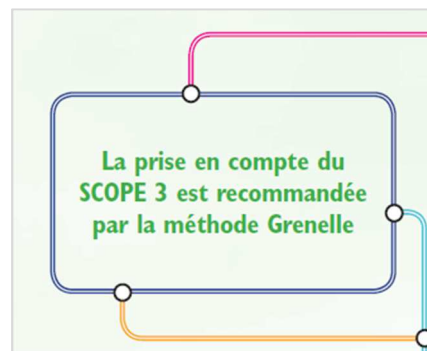 La prise en compte du
SCOPE 3 est recommandée
par la méthode Grenelle